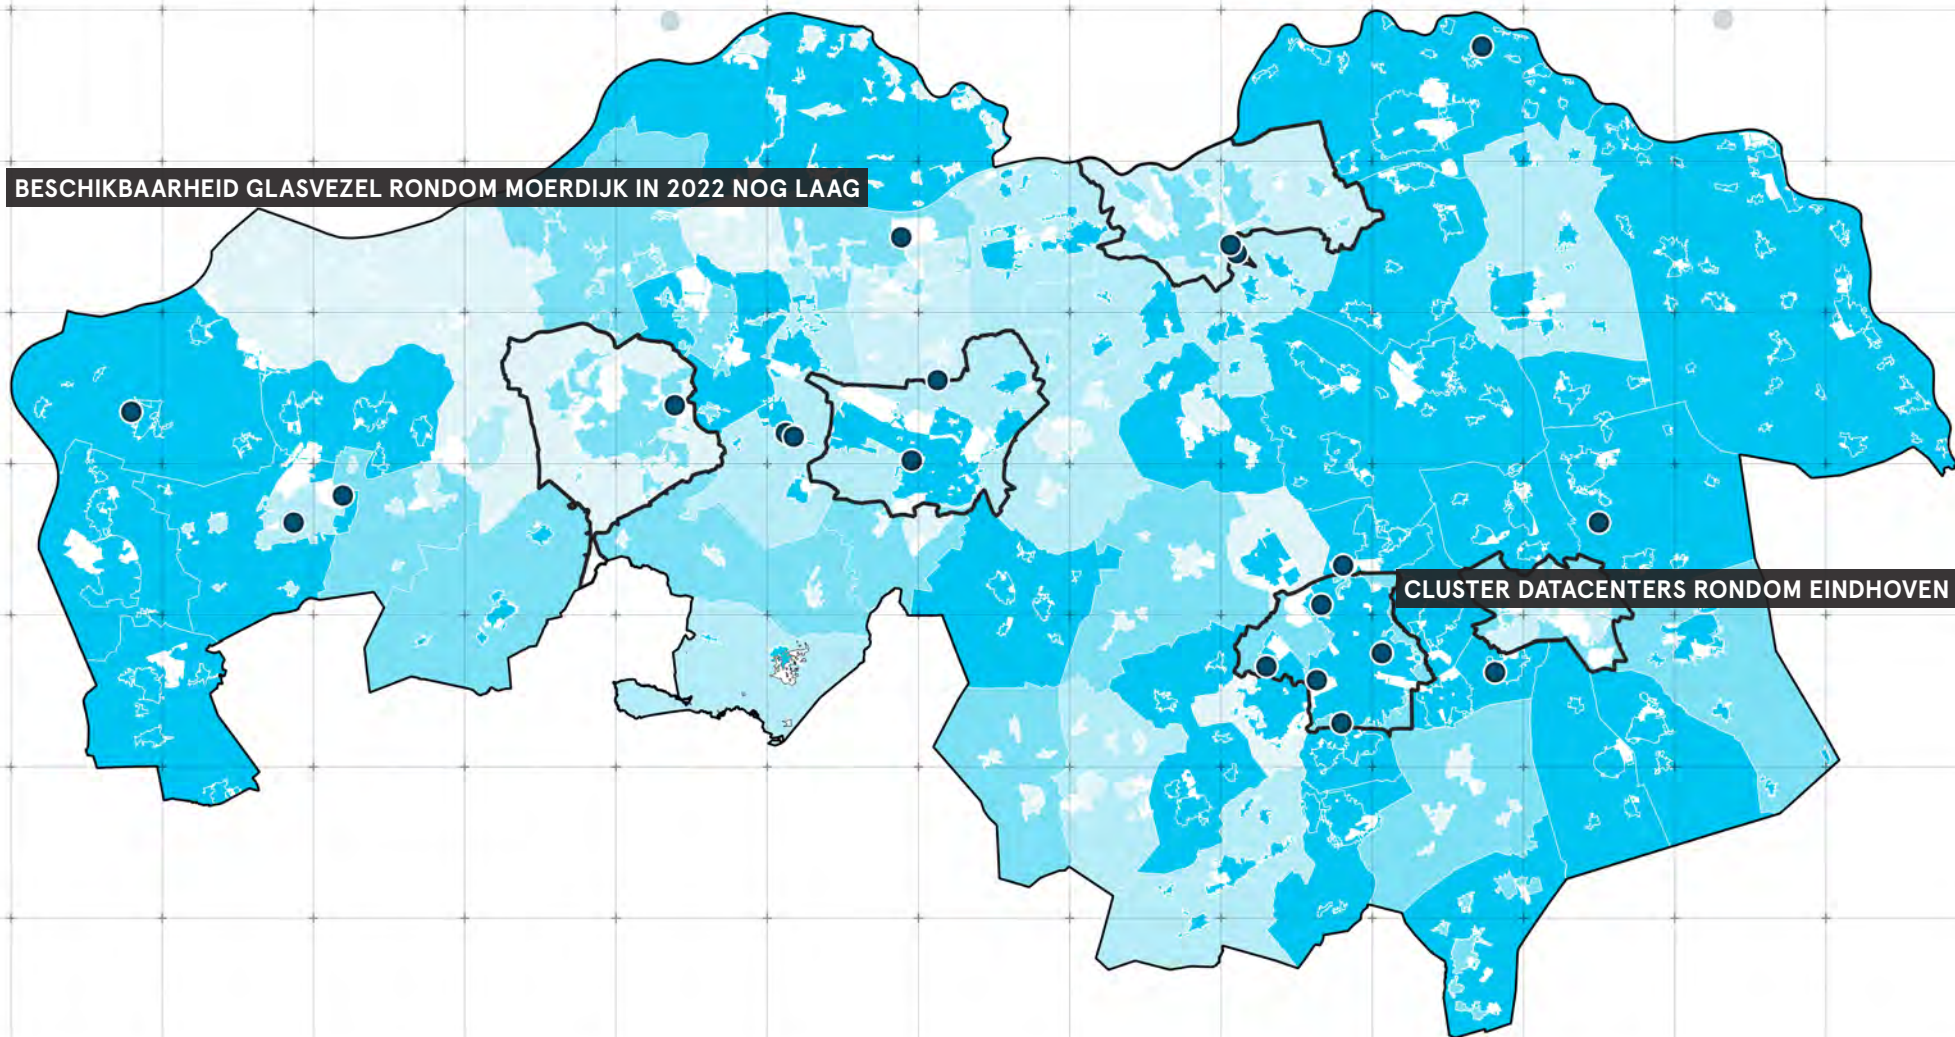 BESCHIKBAARHEID GLASVEZEL RONDOM MOERDIJK IN 2022 NOG LAAG
CLUSTER DATACENTERS RONDOM EINDHOVEN